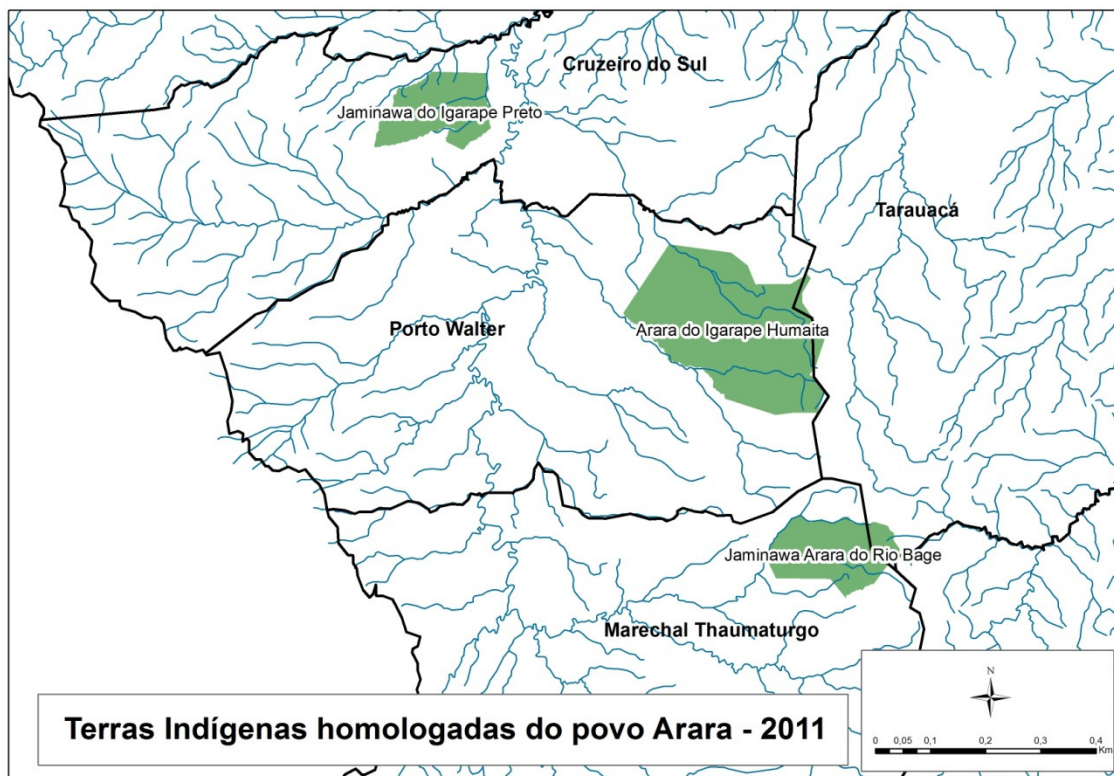 Cruzeiro do Sul
Jaminawa do Igarape Preto
Tarauacá
Porto Walter
Arara do Igarape Humaita
Jaminawa Arara do Rio Bage
Marechal Thaumaturgo
N
Terras Indígenas homologadas do povo Arara - 2011
0 0,05 0,1 0,2 0,3 0,4
Km